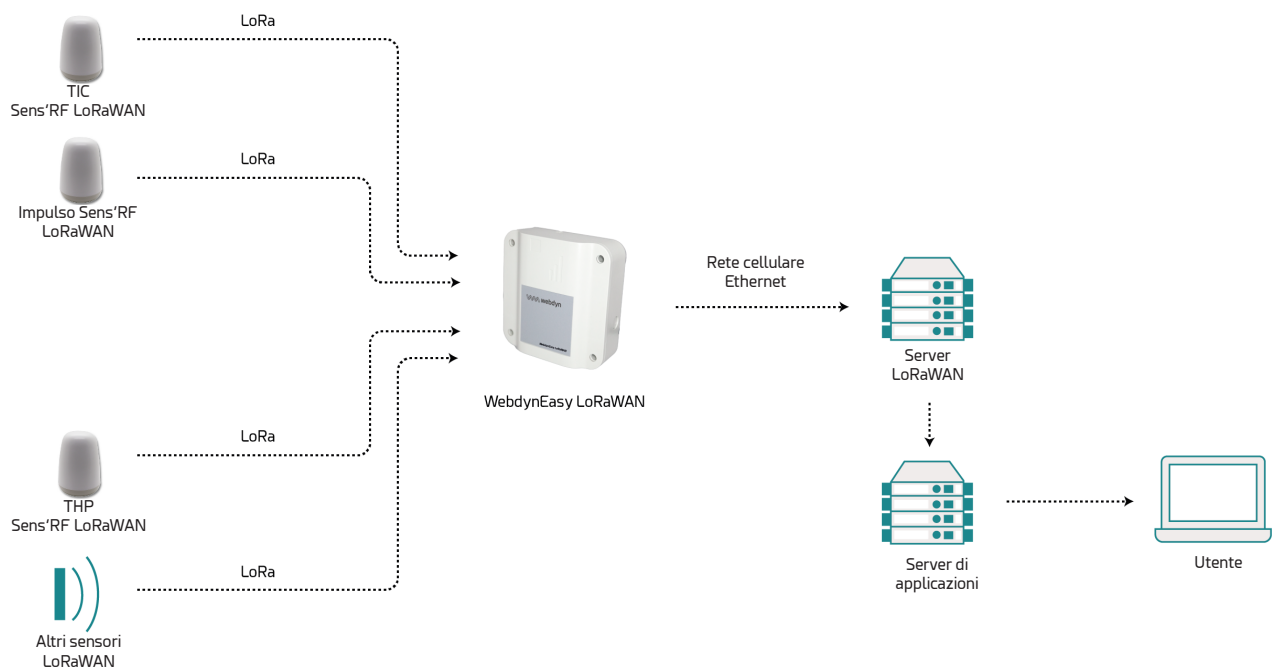 LoRa
TIC
Sens'RF LoRaWAN
LoRa
Impulso Sens'RF
LoRaWAN
webdyn
WebdynEasy LoRaWAN
Rete cellulare
Ethernet
Server
LoRaWAN
LoRa
THP
Sens'RF LoRaWAN
LoRa
Altri sensori
LoRaWAN
Server di
applicazioni
Utente